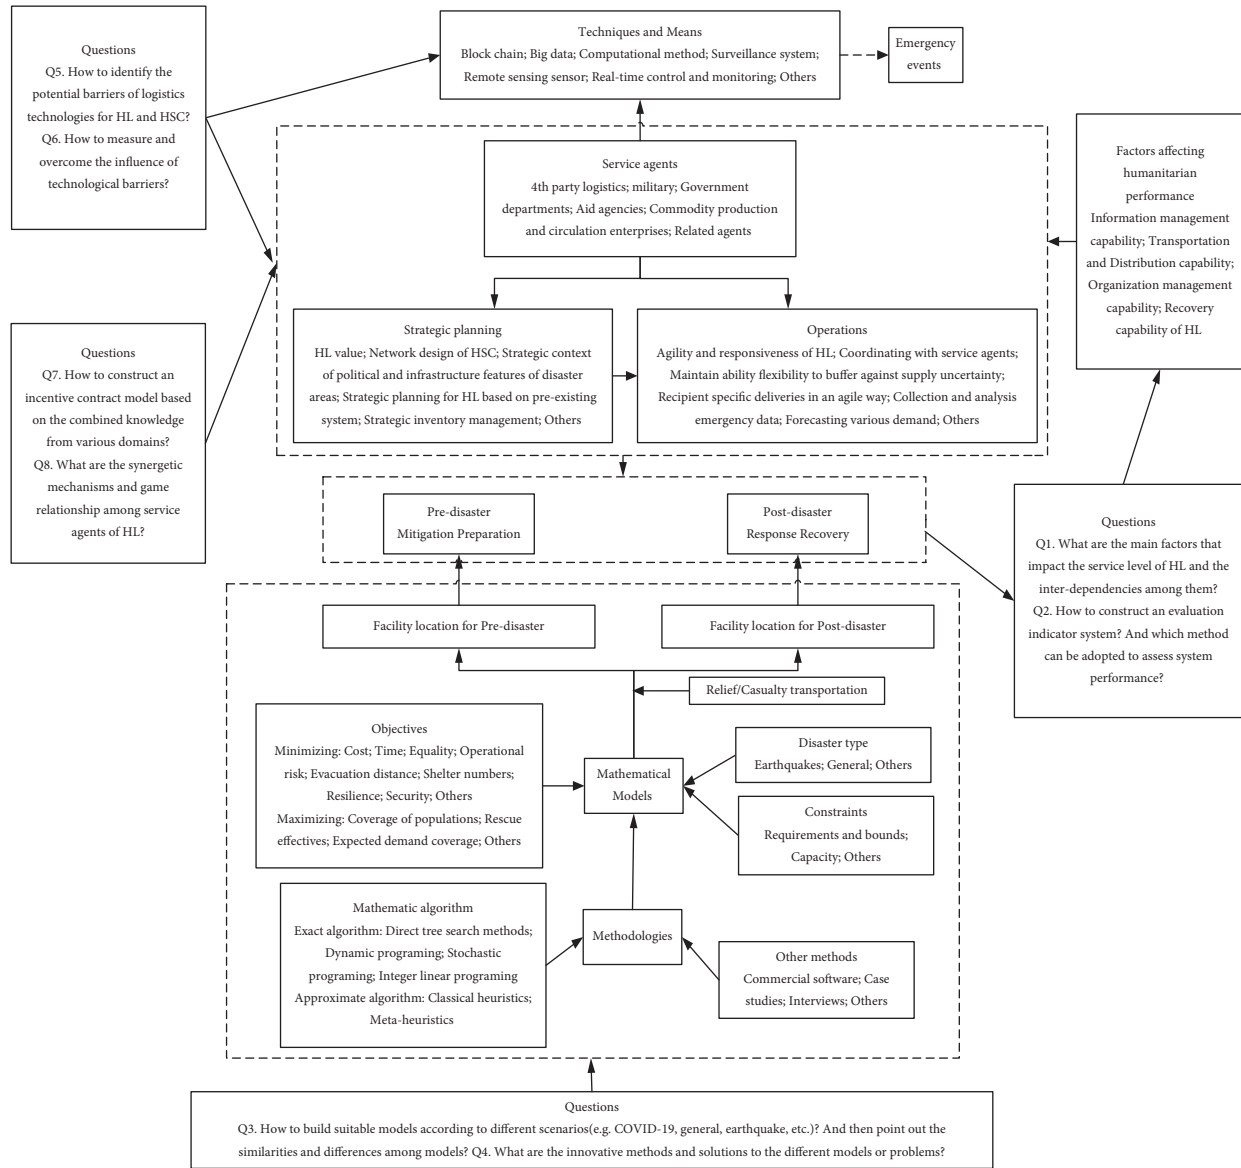 Techniques and Means
Block chain; Big data; Computational method; Surveillance system;
Remote sensing sensor; Real-time control and monitoring; Others
Emergency
events
Questions
Q5. How to identify the
potential barriers of logistics
technologies for HL and HSC?
Q6. How to measure and
overcome the influence of
technological barriers?
Service agents
4th party logistics; military; Government
departments; Aid agencies; Commodity production
and circulation enterprises; Related agents
Factors affecting
humanitarian
performance
Information management
capability; Transportation
and Distribution capability;
Organization management
capability; Recovery
capability of HL
Strategic planning
HL value; Network design of HSC; Strategic context
of political and infrastructure features of disaster
areas; Strategic planning for HL based on pre-existing
system; Strategic inventory management; Others
Operations
Agility and responsiveness of HL; Coordinating with service agents;
Maintain ability flexibility to buffer against supply uncertainty;
Recipient specific deliveries in an agile way; Collection and analysis
emergency data; Forecasting various demand; Others
Questions
Q7. How to construct an
incentive contract model based
on the combined knowledge
from various domains?
Q8. What are the synergetic
mechanisms and game
relationship among service
agents of HL?
Pre-disaster
Mitigation Preparation
Post-disaster
Response Recovery
Questions
Q1. What are the main factors that
impact the service level of HL and the
inter-dependencies among them?
Q2. How to construct an evaluation
indicator system? And which method
can be adopted to assess system
performance?
Facility location for Pre-disaster
Facility location for Post-disaster
Relief/Casualty transportation
Objectives
Minimizing: Cost; Time; Equality; Operational
risk; Evacuation distance; Shelter numbers;
Resilience; Security; Others
Maximizing: Coverage of populations; Rescue
effectives; Expected demand coverage; Others
Mathematical
Models
Disaster type
Earthquakes; General; Others
Constraints
Requirements and bounds;
Capacity; Others
Mathematic algorithm
Exact algorithm: Direct tree search methods;
Dynamic programing; Stochastic
programing; Integer linear programing
Approximate algorithm: Classical heuristics;
Meta-heuristics
Methodologies
Other methods
Commercial software; Case
studies; Interviews; Others
Questions
Q3. How to build suitable models according to different scenarios(e.g. COVID-19, general, earthquake, etc.)? And then point out the
similarities and differences among models? Q4. What are the innovative methods and solutions to the different models or problems?